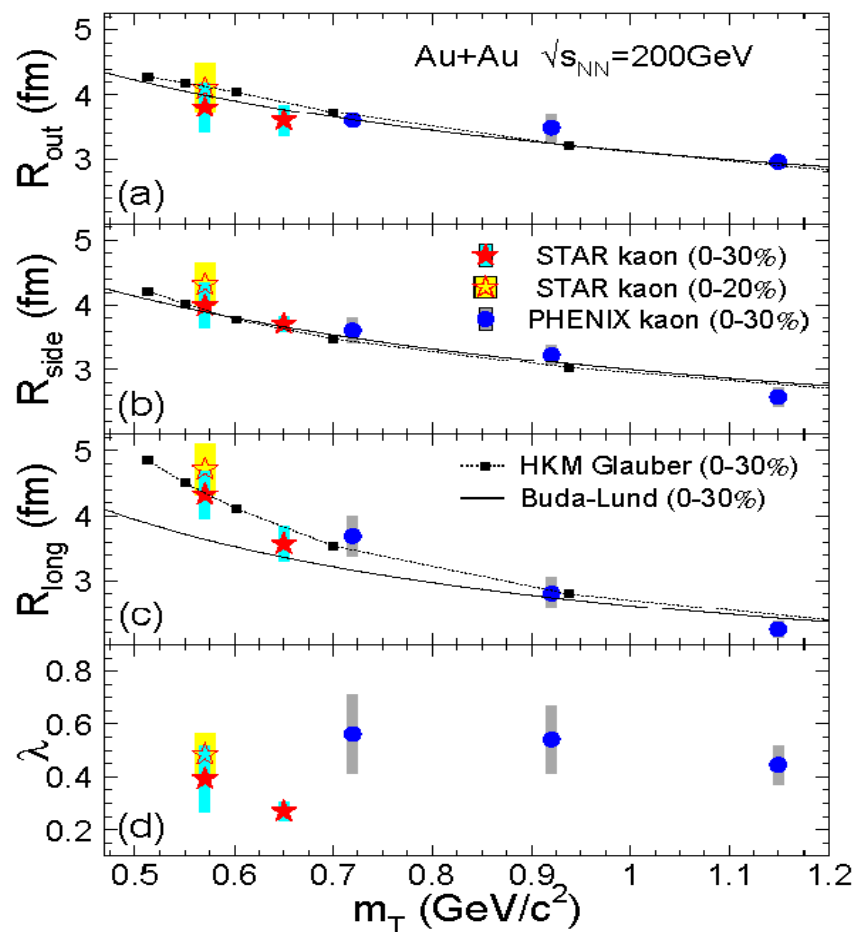 Au+Au √sNN=200GeV
5
4
3
Rout (fm)
(a)
STAR kaon (0-30%)
STAR kaon (0-20%)
PHENIX kaon (0-30%)
5
4
3
Rside (fm)
(b)
HKM Glauber (0-30%)
Buda-Lund (0-30%)
5
4
3
Rlong (fm)
(c)
0.8
0.6
0.4
0.2
λ
(d)
0.5 0.6 0.7 0.8 0.9 1 1.1 1.2
mT (GeV/c²)